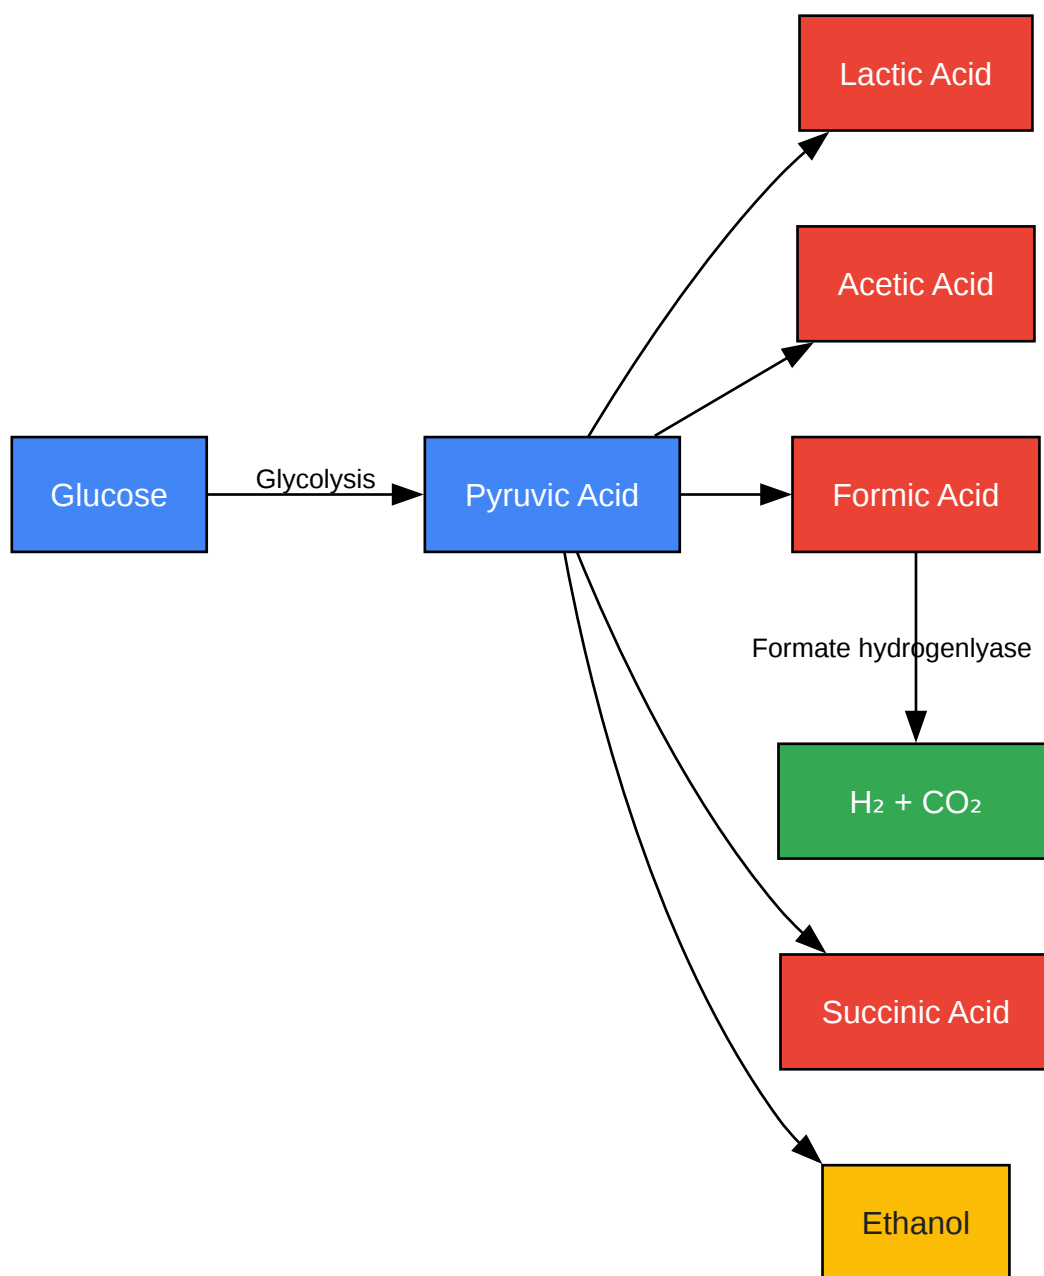 Lactic Acid
Acetic Acid
Glucose
Glycolysis
Pyruvic Acid
Formic Acid
Formate hydrogenlyase
H₂ + CO₂
Succinic Acid
Ethanol